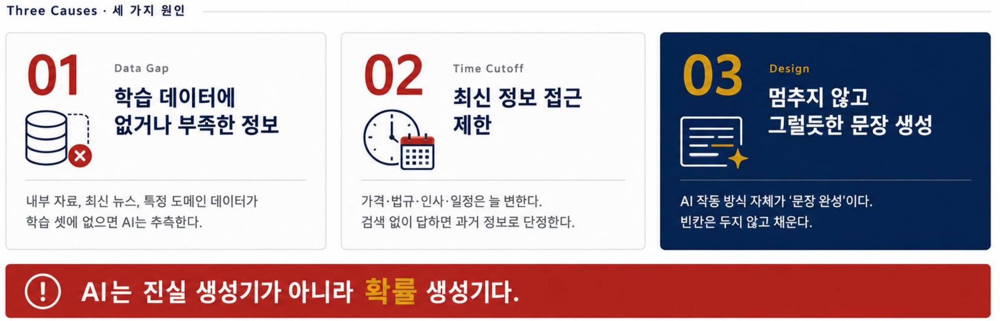 Three Causes · 세 가지 원인
01
Data Gap
학습 데이터에
없거나 부족한 정보
내부 자료, 최신 뉴스, 특정 도메인 데이터가
학습 셋에 없으면 AI는 추측한다.
02
Time Cutoff
최신 정보 접근
제한
가격·법규·인사·일정은 늘 변한다.
검색 없이 답하면 과거 정보로 단정한다.
03
Design
멈추지 않고
그럴듯한 문장 생성
AI 작동 방식 자체가 ‘문장 완성’이다.
빈칸은 두지 않고 채운다.
AI는 진실 생성기가 아니라 확률 생성기다.